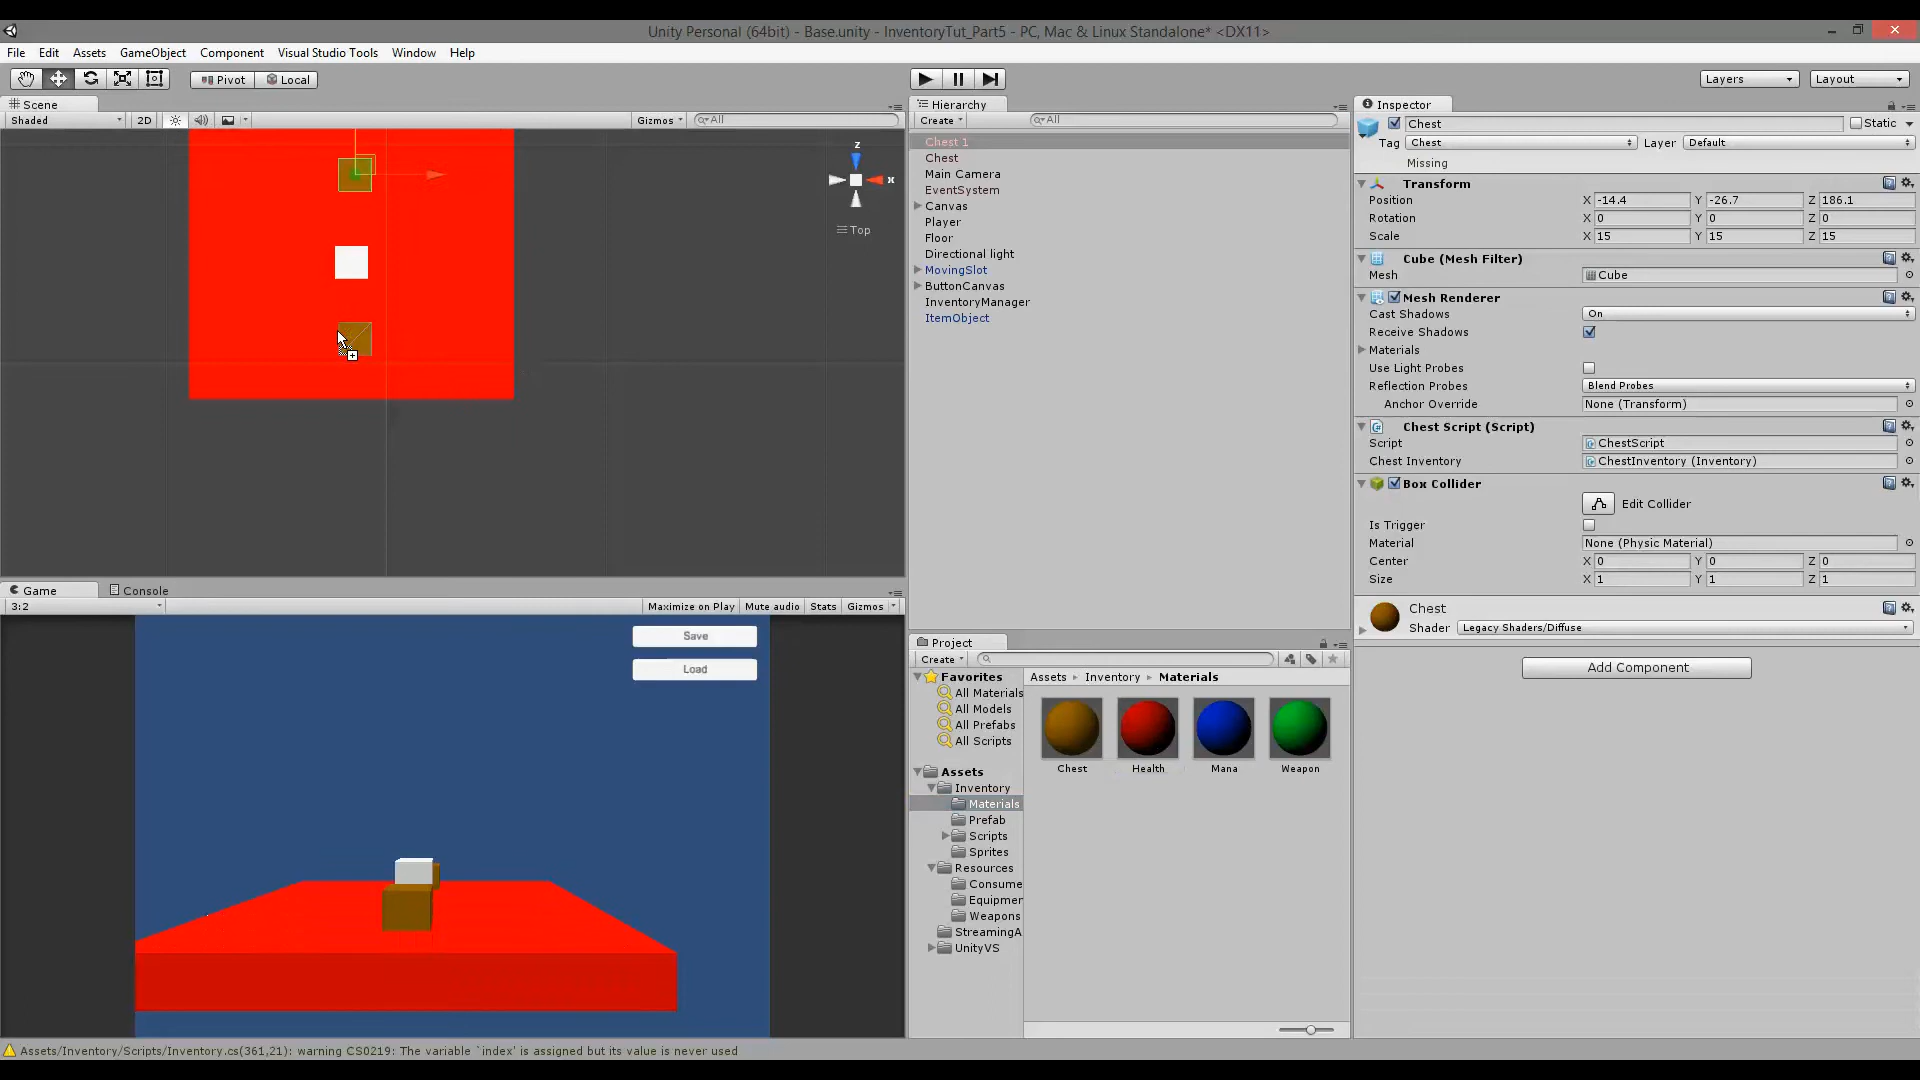 Unity Personal (64bit) - Base.unity - InventoryTut_Part5 - PC, Mac & Linux Standalone* <DX11>
File Edit Assets GameObject Component Visual Studio Tools Window Help
Pivot Local Layers Layout
Scene
Shaded 2D Gizmos All
z
x
Top
Hierarchy
Create All
Chest 1
Chest
Main Camera
EventSystem
Canvas
Player
Floor
Directional light
MovingSlot
ButtonCanvas
InventoryManager
ItemObject
Inspector
Chest Static
Tag Chest Layer Default
Missing
Transform
Position X -14.4 Y -26.7 Z 186.1
Rotation X 0 Y 0 Z 0
Scale X 15 Y 15 Z 15
Cube (Mesh Filter)
Mesh Cube
Mesh Renderer
Cast Shadows On
Receive Shadows
Materials
Use Light Probes
Reflection Probes Blend Probes
Anchor Override None (Transform)
Chest Script (Script)
Script ChestScript
Chest Inventory ChestInventory (Inventory)
Box Collider
Edit Collider
Is Trigger
Material None (Physic Material)
Center X 0 Y 0 Z 0
Size X 1 Y 1 Z 1
Chest
Shader Legacy Shaders/Diffuse
Add Component
Game Console
3:2 Maximize on Play Mute audio Stats Gizmos
Save
Load
Project
Create
Favorites
All Materials
All Models
All Prefabs
All Scripts
Assets
Inventory
Materials
Prefab
Scripts
Sprites
Resources
Consume
Equipmer
Weapons
StreamingA
UnityVS
Assets Inventory Materials
Chest Health Mana Weapon
Assets/Inventory/Scripts/Inventory.cs(361,21): warning CS0219: The variable `index' is assigned but its value is never used